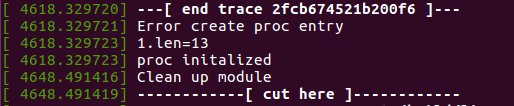 [ 4618.329720] ---[ end trace 2fcb674521b200f6 ]---
[ 4618.329721] Error create proc entry
[ 4618.329723] 1.len=13
[ 4618.329723] proc initalized
[ 4648.491416] Clean up module
[ 4648.491419] ------------[ cut here ]------------